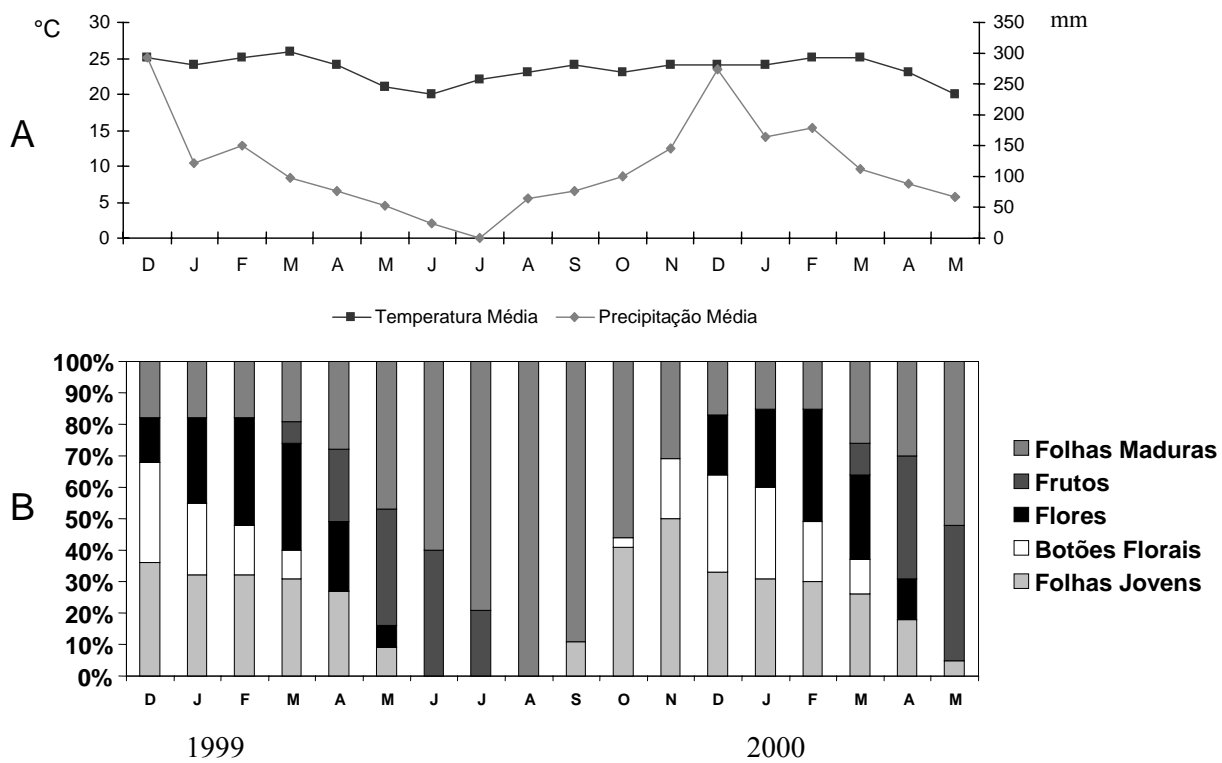 °C
mm
A
30
25
20
15
10
5
0
350
300
250
200
150
100
50
0
D J F M A M J J A S O N D J F M A M
Temperatura Média Precipitação Média
B
100%
90%
80%
70%
60%
50%
40%
30%
20%
10%
0%
Folhas Maduras
Frutos
Flores
Botões Florais
Folhas Jovens
D J F M A M J J A S O N D J F M A M
1999 2000